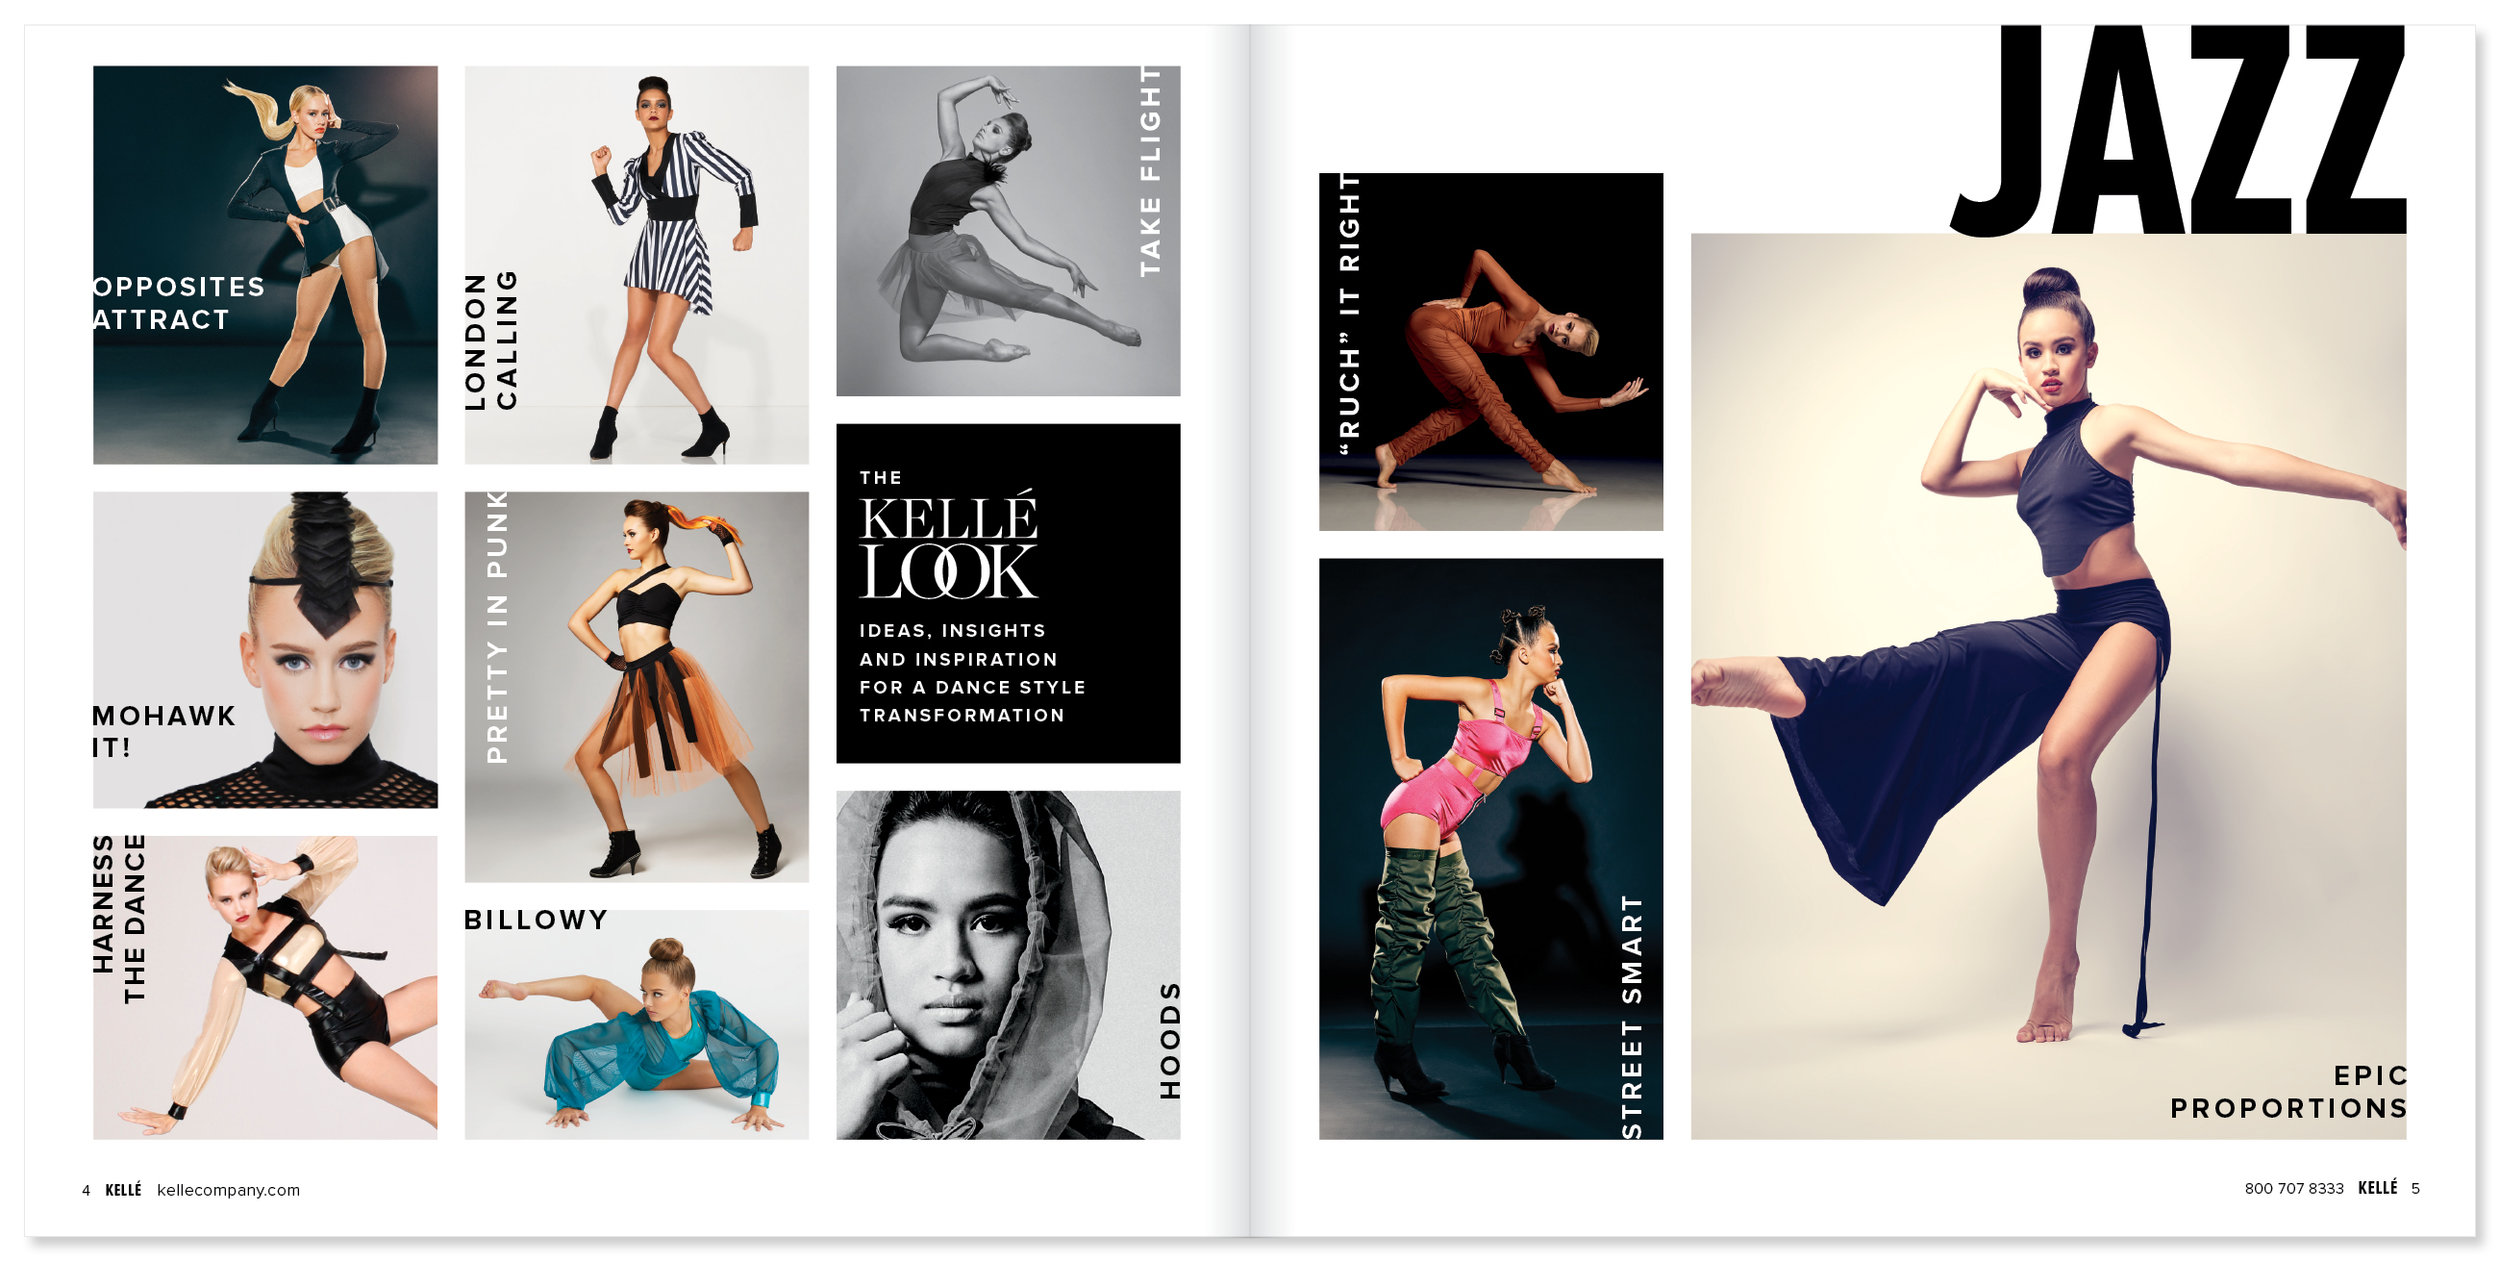 OPPOSITES
ATTRACT
LONDON
CALLING
TAKE FLIGHT
MOHAWK
IT!
PRETTY IN PUNK
THE
KELLÉ
LOOK
IDEAS, INSIGHTS
AND INSPIRATION
FOR A DANCE STYLE
TRANSFORMATION
HARNESS
THE DANCE
BILLOWY
HOODS
4 KELLÉ kellecompany.com
JAZZ
“RUCH” IT RIGHT
STREET SMART
EPIC
PROPORTIONS
800 707 8333 KELLÉ 5